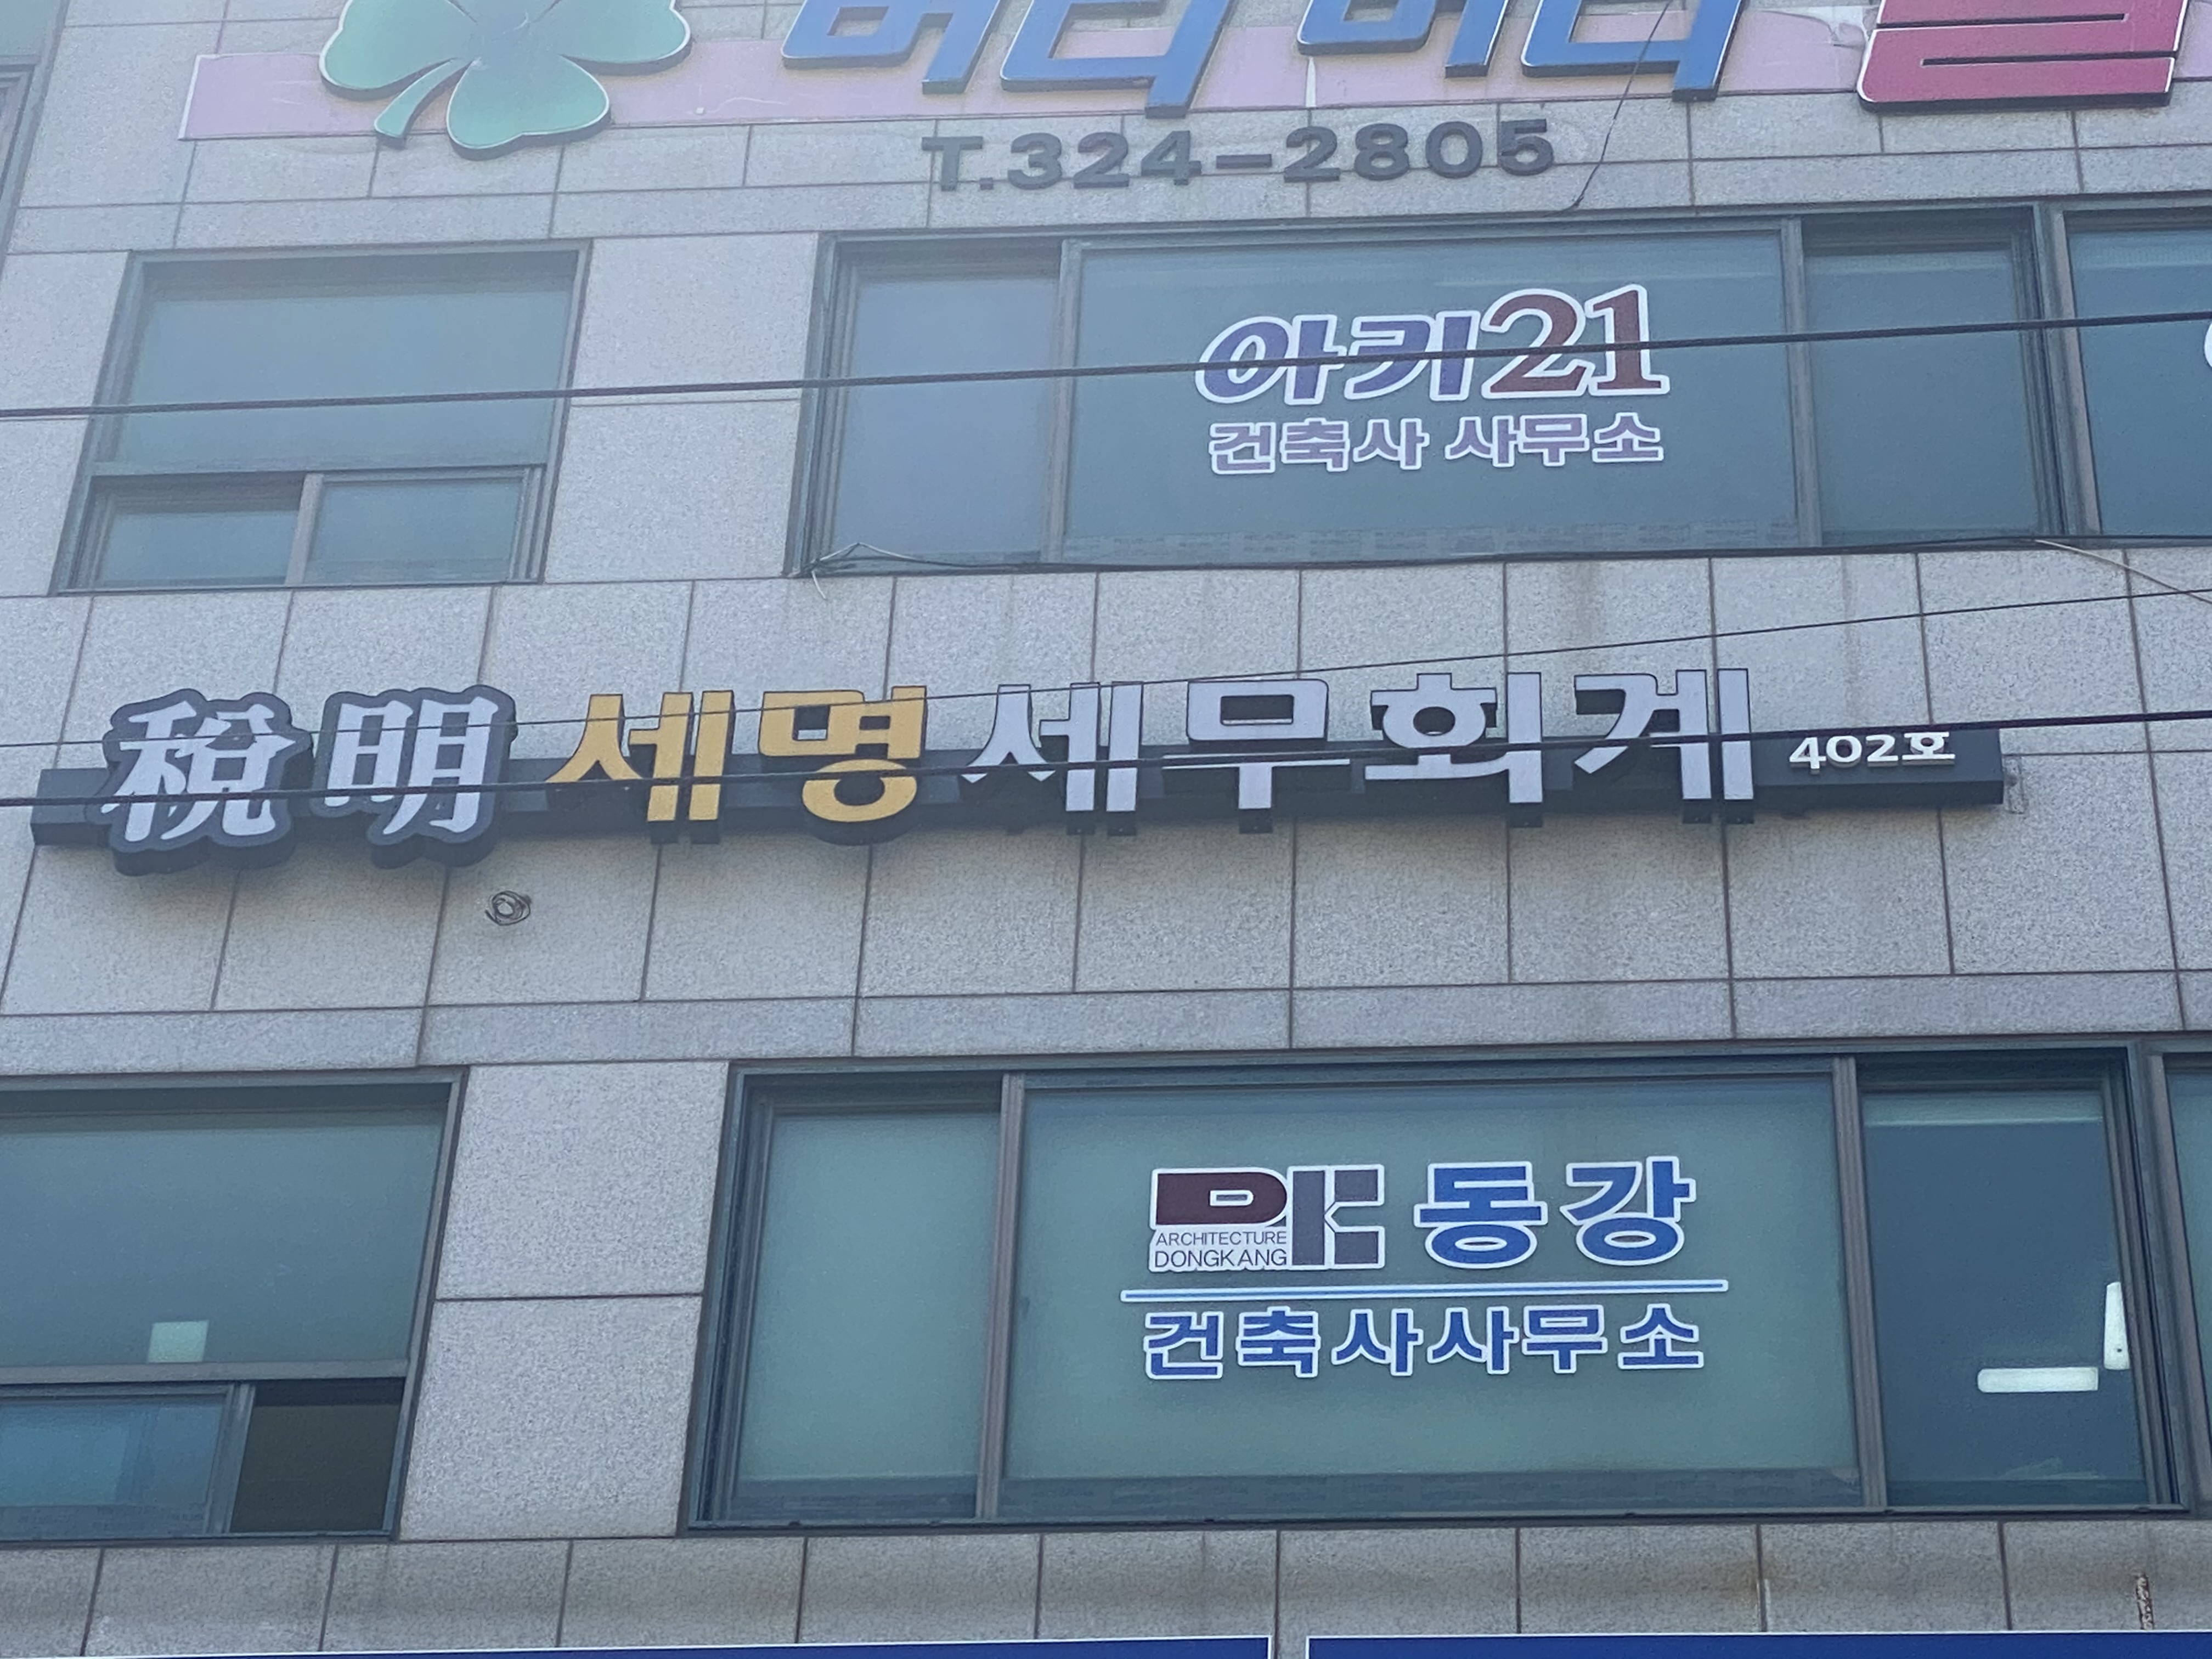 T.324-2805
아키21
건축사 사무소
稅明 세명세무회계 402호
DK 동강
ARCHITECTURE
DONGKANG
건축사사무소